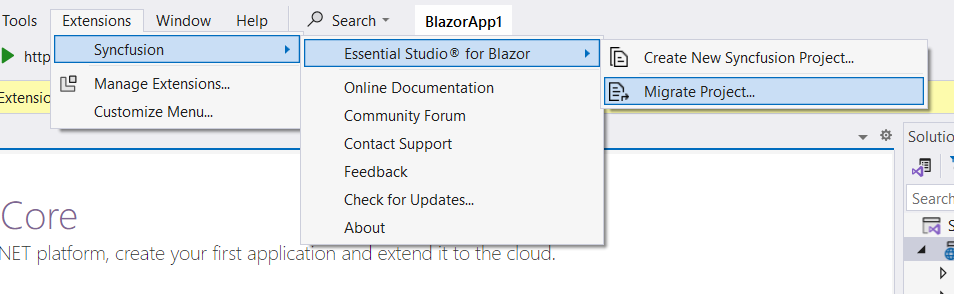 Tools Extensions Window Help Search BlazorApp1
http
Syncfusion Essential Studio® for Blazor Create New Syncfusion Project...
Manage Extensions... Online Documentation Migrate Project...
Extensio
Customize Menu... Community Forum
Contact Support
Solutio
Feedback
Check for Updates...
Search
About
Core
S
.NET platform, create your first application and extend it to the cloud.